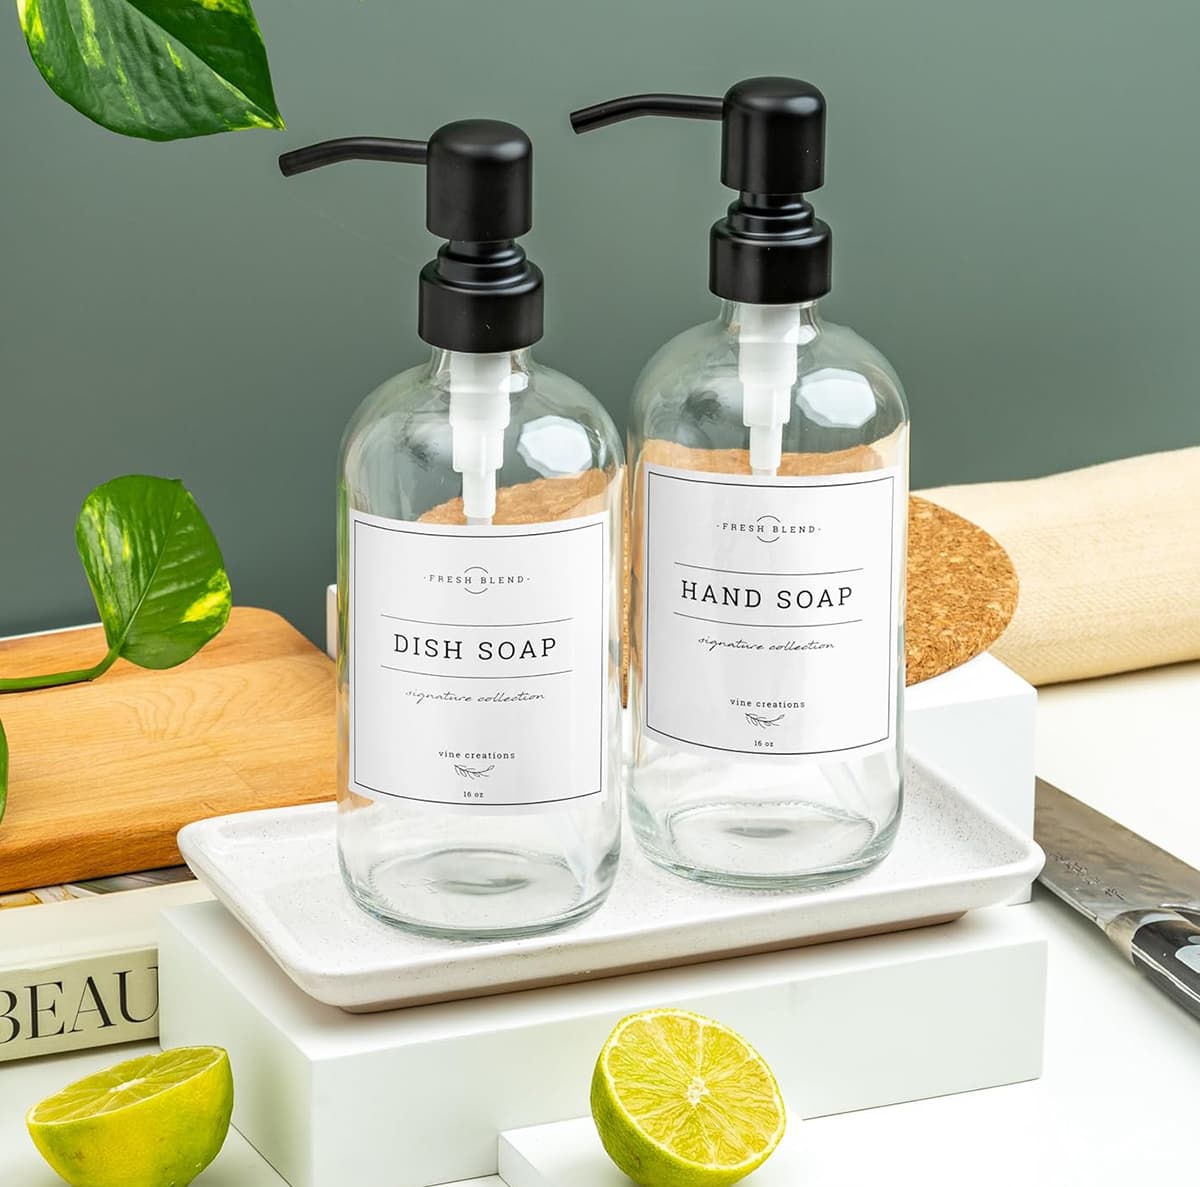 ·FRESH BLEND·
DISH SOAP
signature collection
vine creations
16 oz
·FRESH BLEND·
HAND SOAP
signature collection
vine creations
16 oz
BEAU